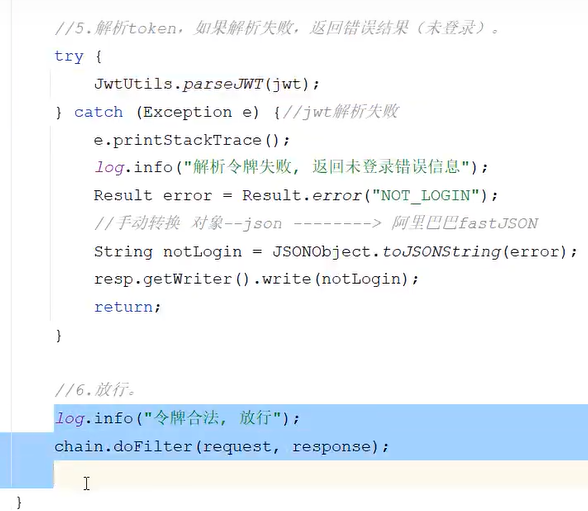 //5.解析token，如果解析失败，返回错误结果（未登录）。
try {
JwtUtils.parseJWT(jwt);
} catch (Exception e) {//jwt解析失败
e.printStackTrace();
log.info("解析令牌失败, 返回未登录错误信息");
Result error = Result.error("NOT_LOGIN");
//手动转换 对象--json --------> 阿里巴巴fastJSON
String notLogin = JSONObject.toJSONString(error);
resp.getWriter().write(notLogin);
return;
}
//6.放行。
log.info("令牌合法, 放行");
chain.doFilter(request, response);
}